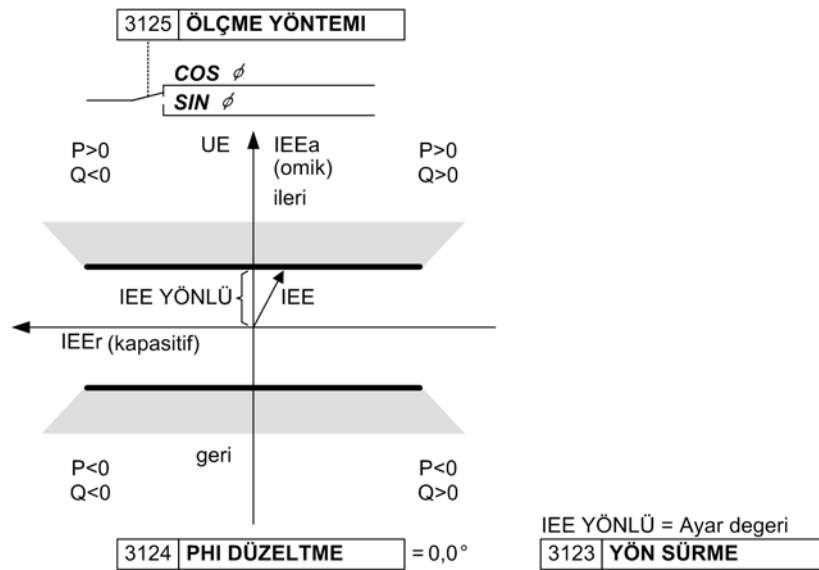 3125 ÖLÇME YÖNTEMI
COS ϕ
SIN ϕ
P>0
Q<0
UE
IEEa
(omik)
ileri
P>0
Q>0
IEE YÖNLÜ
IEE
IEEr (kapasitif)
geri
P<0
Q<0
P<0
Q>0
3124 PHI DÜZELTME = 0,0°
IEE YÖNLÜ = Ayar degeri
3123 YÖN SÜRME